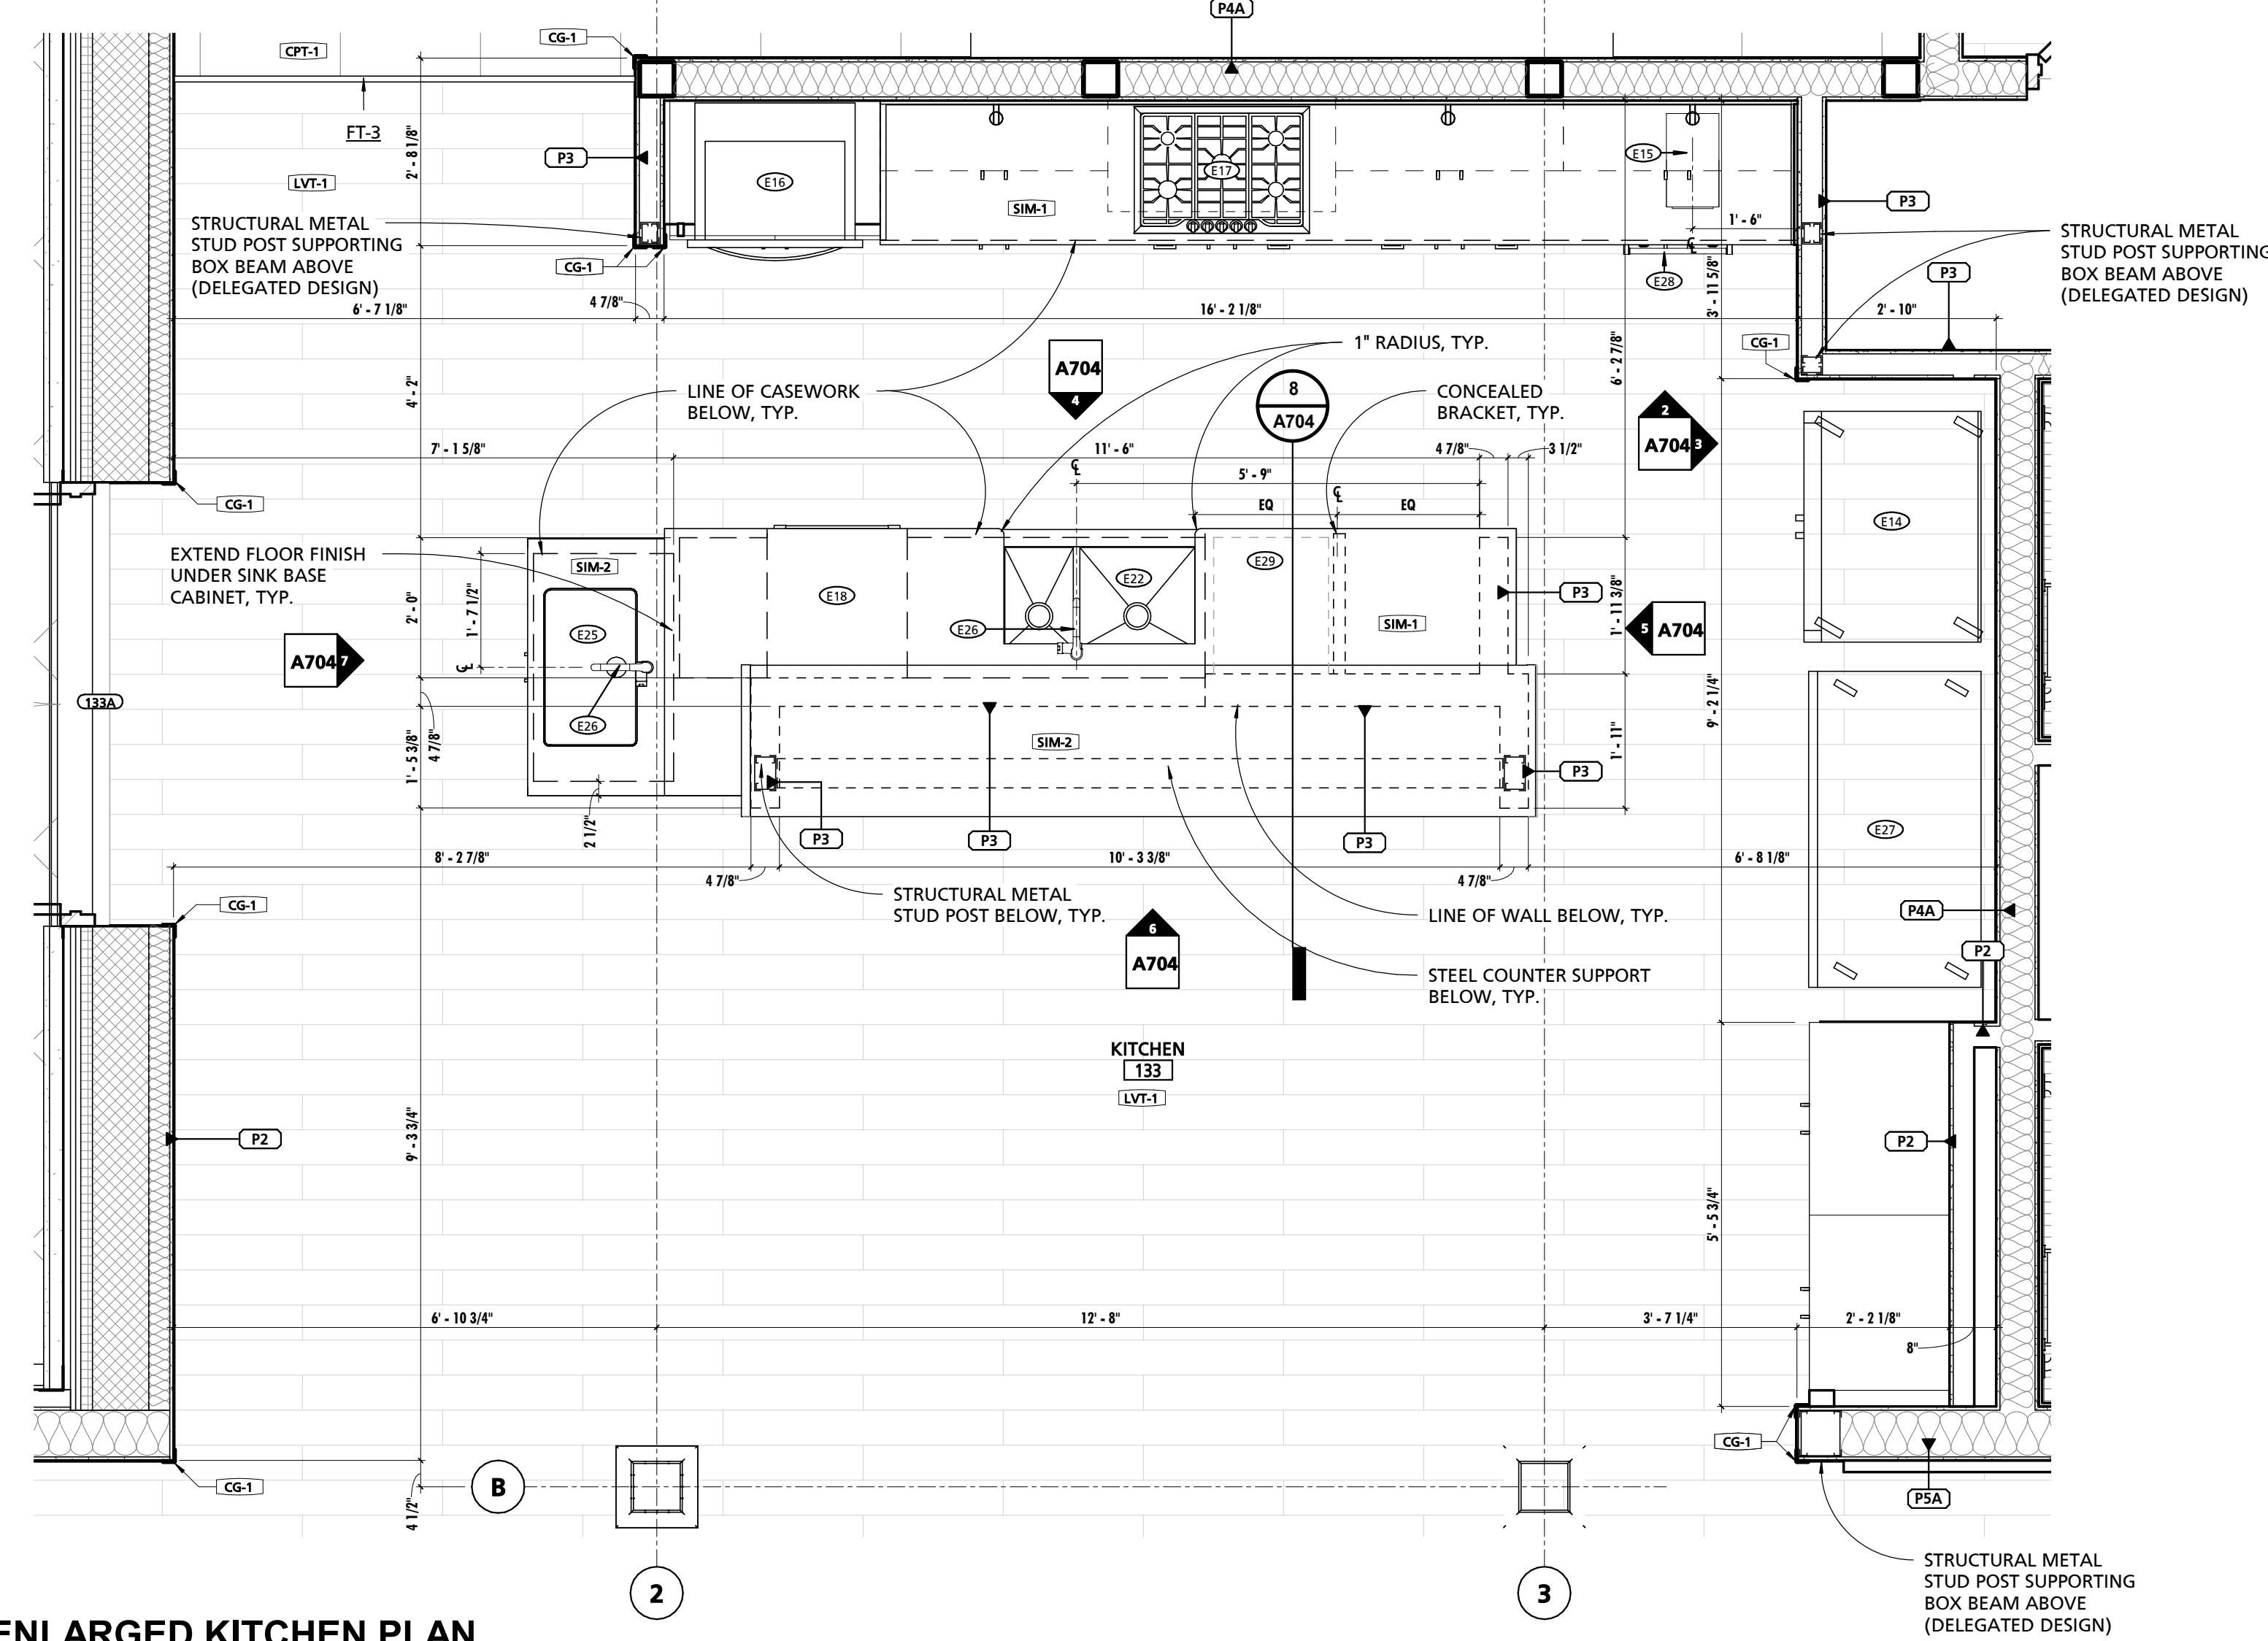 P4A
CPT-1
CG-1
FT-3
2' - 8 1/8"
P3
LVT-1
E16
SIM-1
E17
E15
1' - 6"
P3
STRUCTURAL METAL
STUD POST SUPPORTING
BOX BEAM ABOVE
(DELEGATED DESIGN)
CG-1
E28
3' - 11 5/8"
P3
STRUCTURAL METAL
STUD POST SUPPORTING
BOX BEAM ABOVE
(DELEGATED DESIGN)
6' - 7 1/8"
4 7/8"
16' - 2 1/8"
2' - 10"
4' - 2"
LINE OF CASEWORK
BELOW, TYP.
A704
4
1" RADIUS, TYP.
8
A704
CONCEALED
BRACKET, TYP.
6' - 2 7/8"
CG-1
2
A704
3
7' - 1 5/8"
11' - 6"
4 7/8"
3 1/2"
CL
5' - 9"
CL
EQ
EQ
CG-1
E14
EXTEND FLOOR FINISH
UNDER SINK BASE
CABINET, TYP.
2' - 0"
1' - 7 1/2"
SIM-2
E25
E18
E22
E29
E26
SIM-1
P3
1' - 11 3/8"
5
A704
A704
7
CL
E26
133A
4 7/8"
1' - 5 3/8"
SIM-2
1' - 11"
9' - 2 1/4"
2 1/2"
P3
P3
P3
P3
E27
8' - 2 7/8"
10' - 3 3/8"
6' - 8 1/8"
4 7/8"
4 7/8"
CG-1
STRUCTURAL METAL
STUD POST BELOW, TYP.
LINE OF WALL BELOW, TYP.
P4A
6
A704
P2
STEEL COUNTER SUPPORT
BELOW, TYP.
KITCHEN
133
LVT-1
9' - 3 3/4"
P2
P2
5' - 5 3/4"
6' - 10 3/4"
12' - 8"
3' - 7 1/4"
2' - 2 1/8"
8"
CG-1
CG-1
B
4 1/2"
P5A
2
3
STRUCTURAL METAL
STUD POST SUPPORTING
BOX BEAM ABOVE
(DELEGATED DESIGN)
ENLARGED KITCHEN PLAN